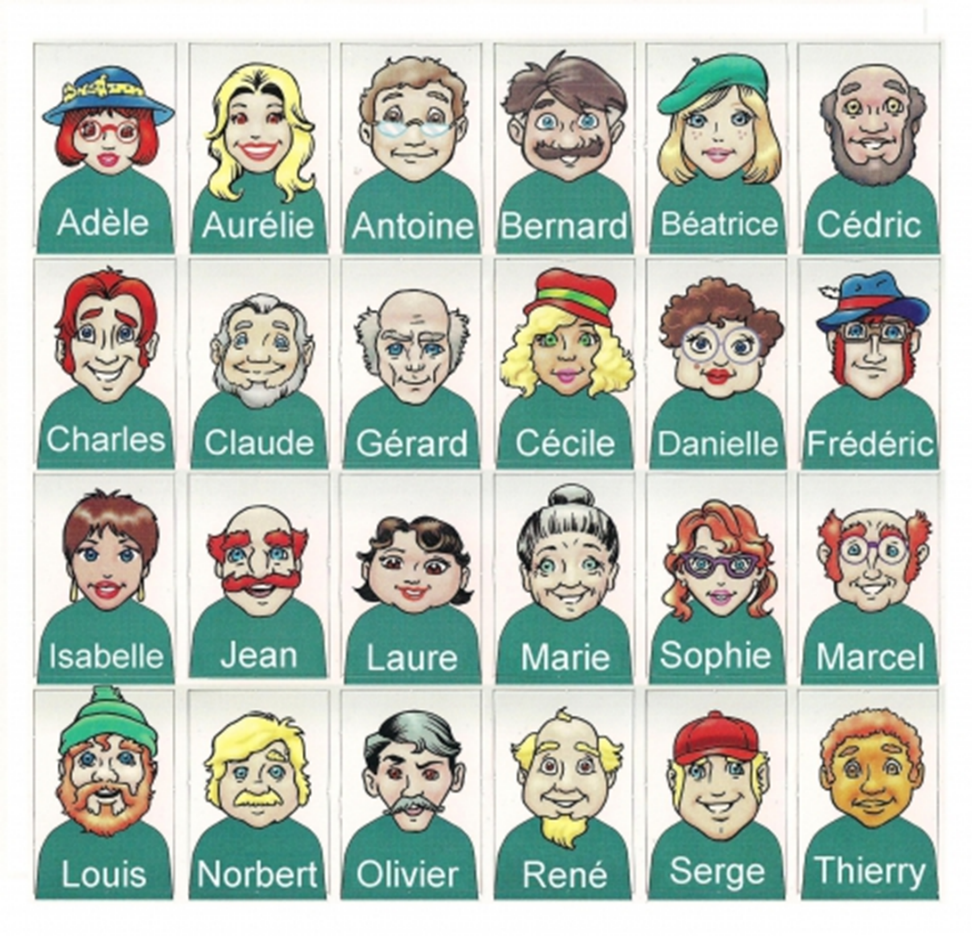 Adèle Aurélie Antoine Bernard Béatrice Cédric
Charles Claude Gérard Cécile Danielle Frédéric
Isabelle Jean Laure Marie Sophie Marcel
Louis Norbert Olivier René Serge Thierry